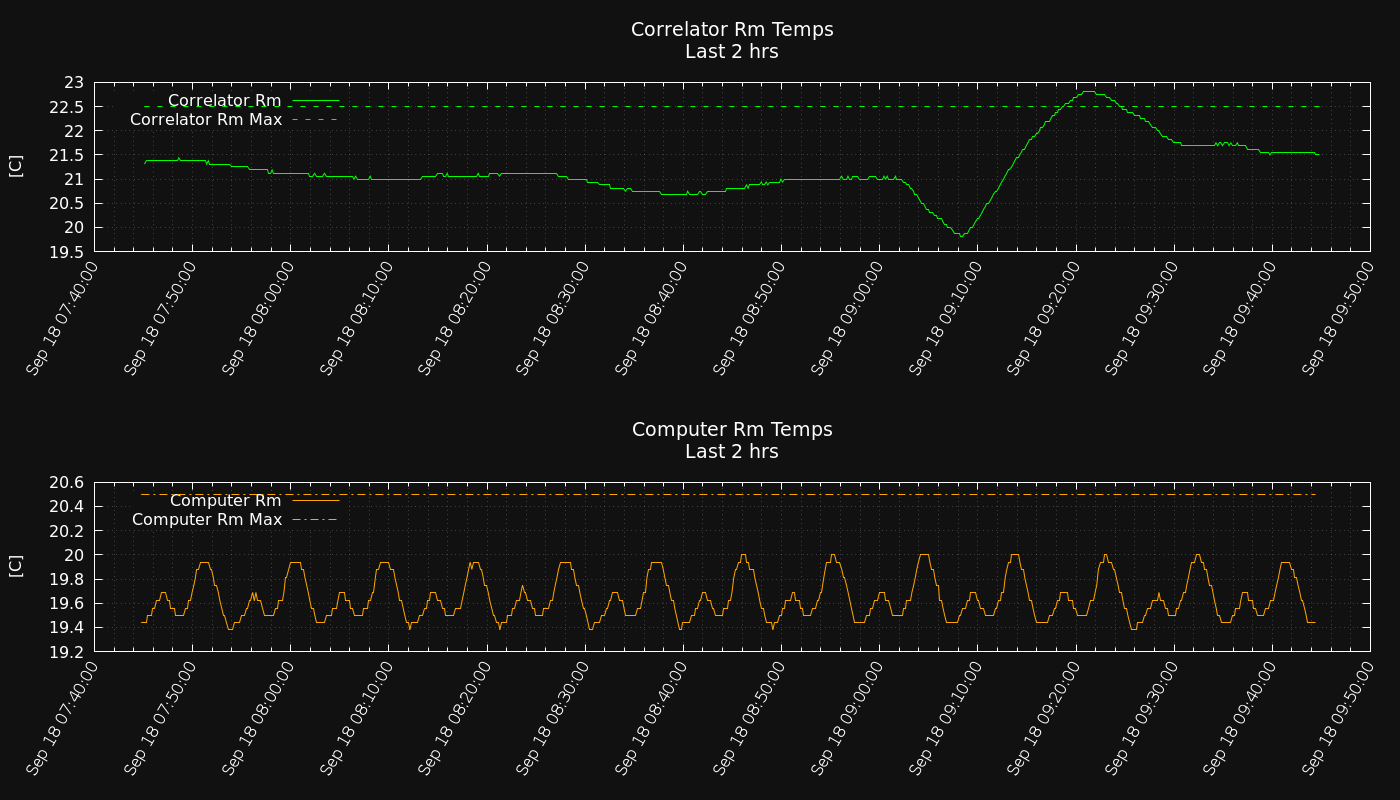 Correlator Rm Temps
Last 2 hrs
[C]
23
22.5
22
21.5
21
20.5
20
19.5
Correlator Rm
Correlator Rm Max
Sep 18 07:40:00
Sep 18 07:50:00
Sep 18 08:00:00
Sep 18 08:10:00
Sep 18 08:20:00
Sep 18 08:30:00
Sep 18 08:40:00
Sep 18 08:50:00
Sep 18 09:00:00
Sep 18 09:10:00
Sep 18 09:20:00
Sep 18 09:30:00
Sep 18 09:40:00
Sep 18 09:50:00
Computer Rm Temps
Last 2 hrs
[C]
20.6
20.4
20.2
20
19.8
19.6
19.4
19.2
Computer Rm
Computer Rm Max
Sep 18 07:40:00
Sep 18 07:50:00
Sep 18 08:00:00
Sep 18 08:10:00
Sep 18 08:20:00
Sep 18 08:30:00
Sep 18 08:40:00
Sep 18 08:50:00
Sep 18 09:00:00
Sep 18 09:10:00
Sep 18 09:20:00
Sep 18 09:30:00
Sep 18 09:40:00
Sep 18 09:50:00